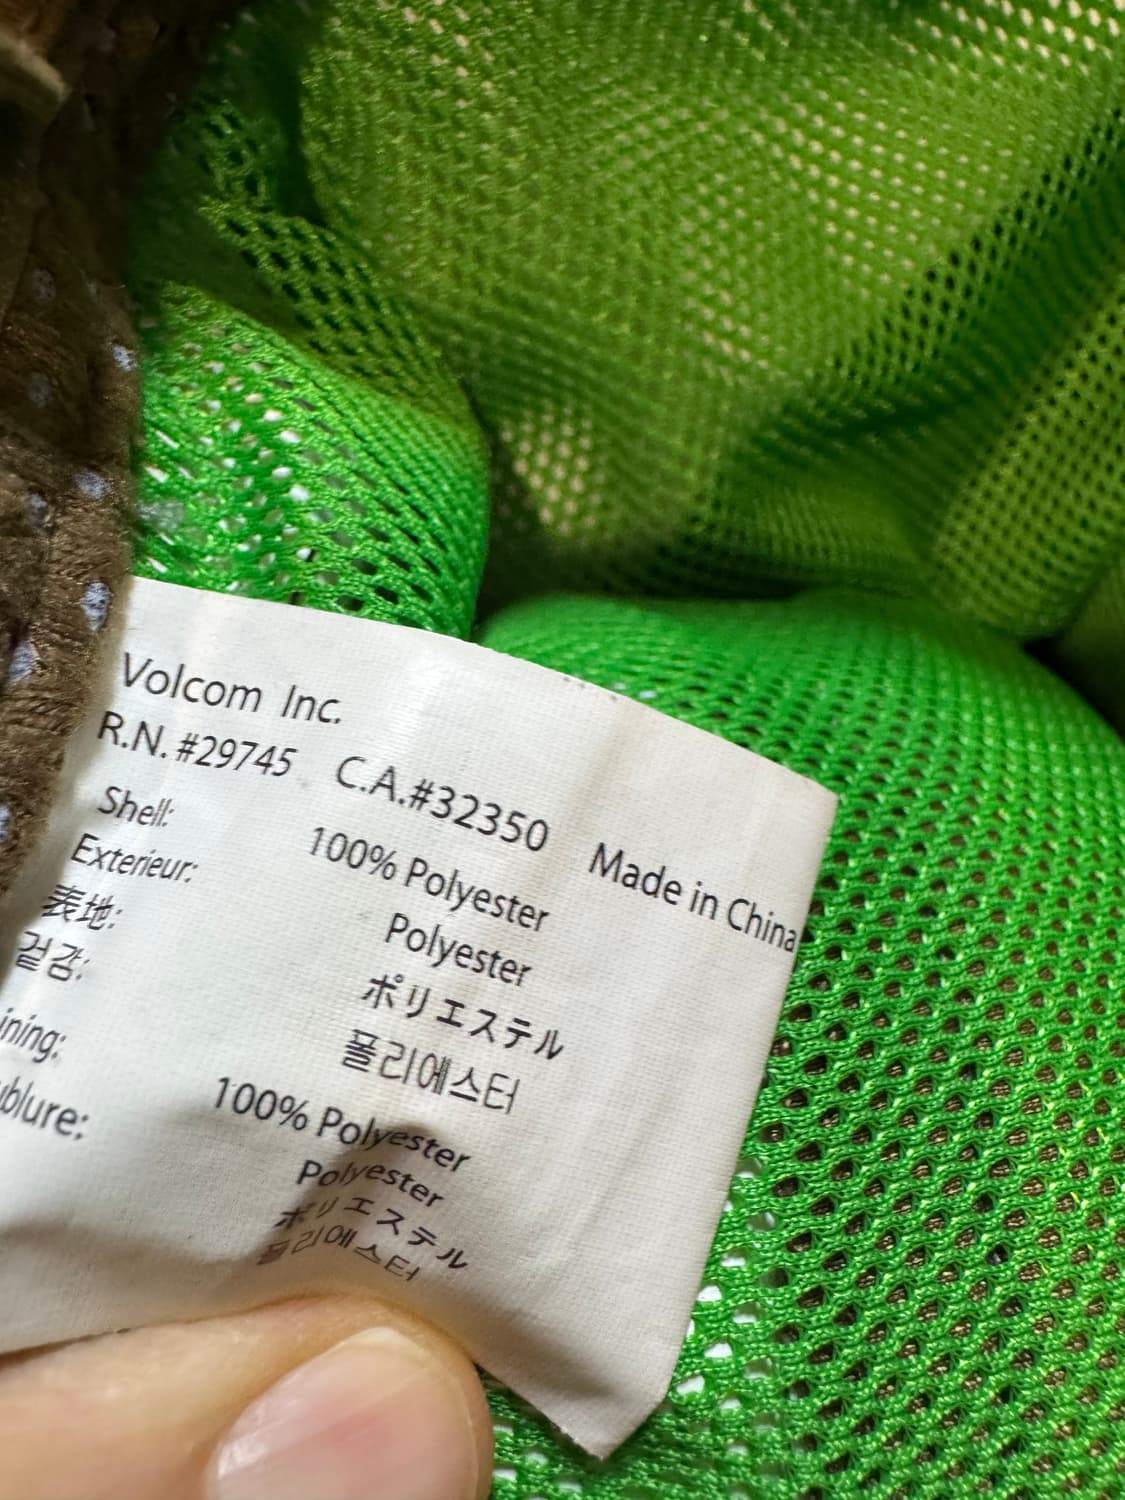 Volcom Inc.
R.N. #29745 C.A.#32350 Made in China
Shell: 100% Polyester
Exterieur: Polyester
表地: ポリエステル
겉감: 폴리에스터
ining: 100% Polyester
ublure: Polyester
ポリエステル
폴리에스터